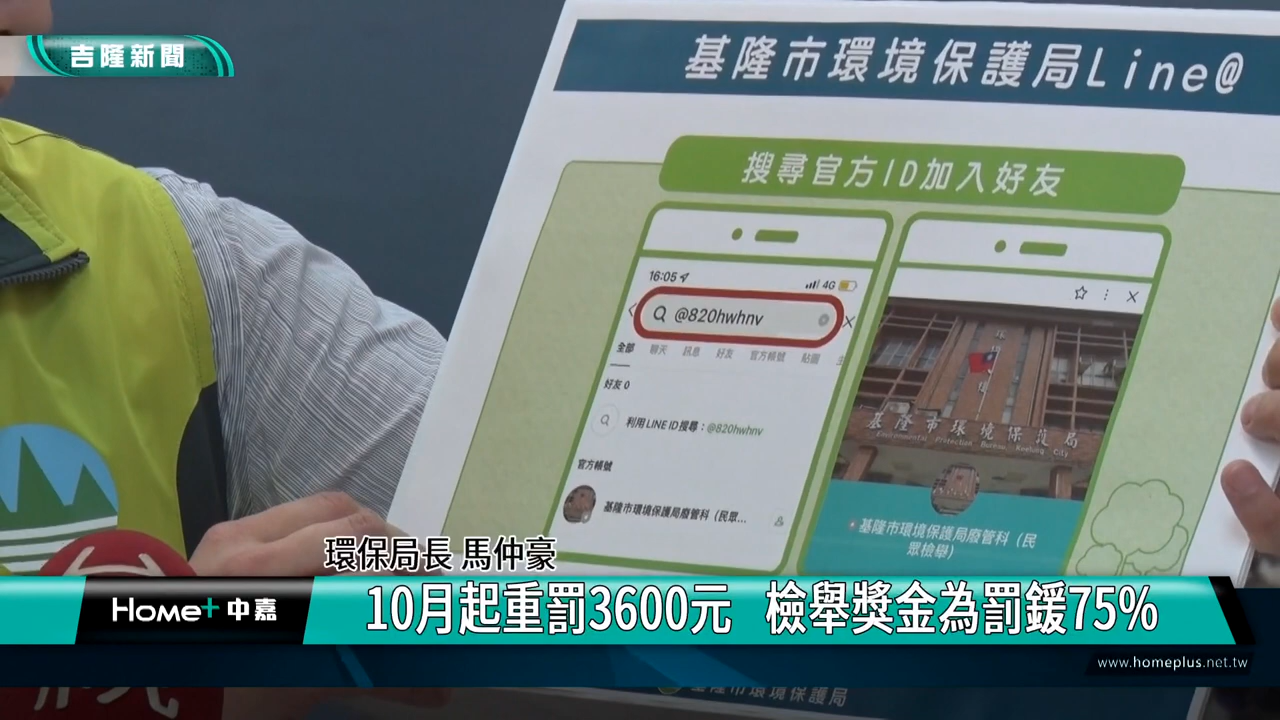 吉隆新聞
基隆市環境保護局Line@
搜尋官方ID加入好友
16:05
4G
@820hwhnv
全部 聊天 訊息 好友 官方帳號 貼圖
好友 0
利用 LINE ID搜尋：@820hwhnv
官方帳號
基隆市環境保護局廢管科（民眾...
基隆市環境保護局
Environmental Protection Bureau Keelung City
基隆市環境保護局廢管科（民
眾檢舉）
環保局長 馬仲豪
Home+中嘉
10月起重罰3600元 檢舉獎金為罰鍰75%
www.homeplus.net.tw
基隆市環境保護局